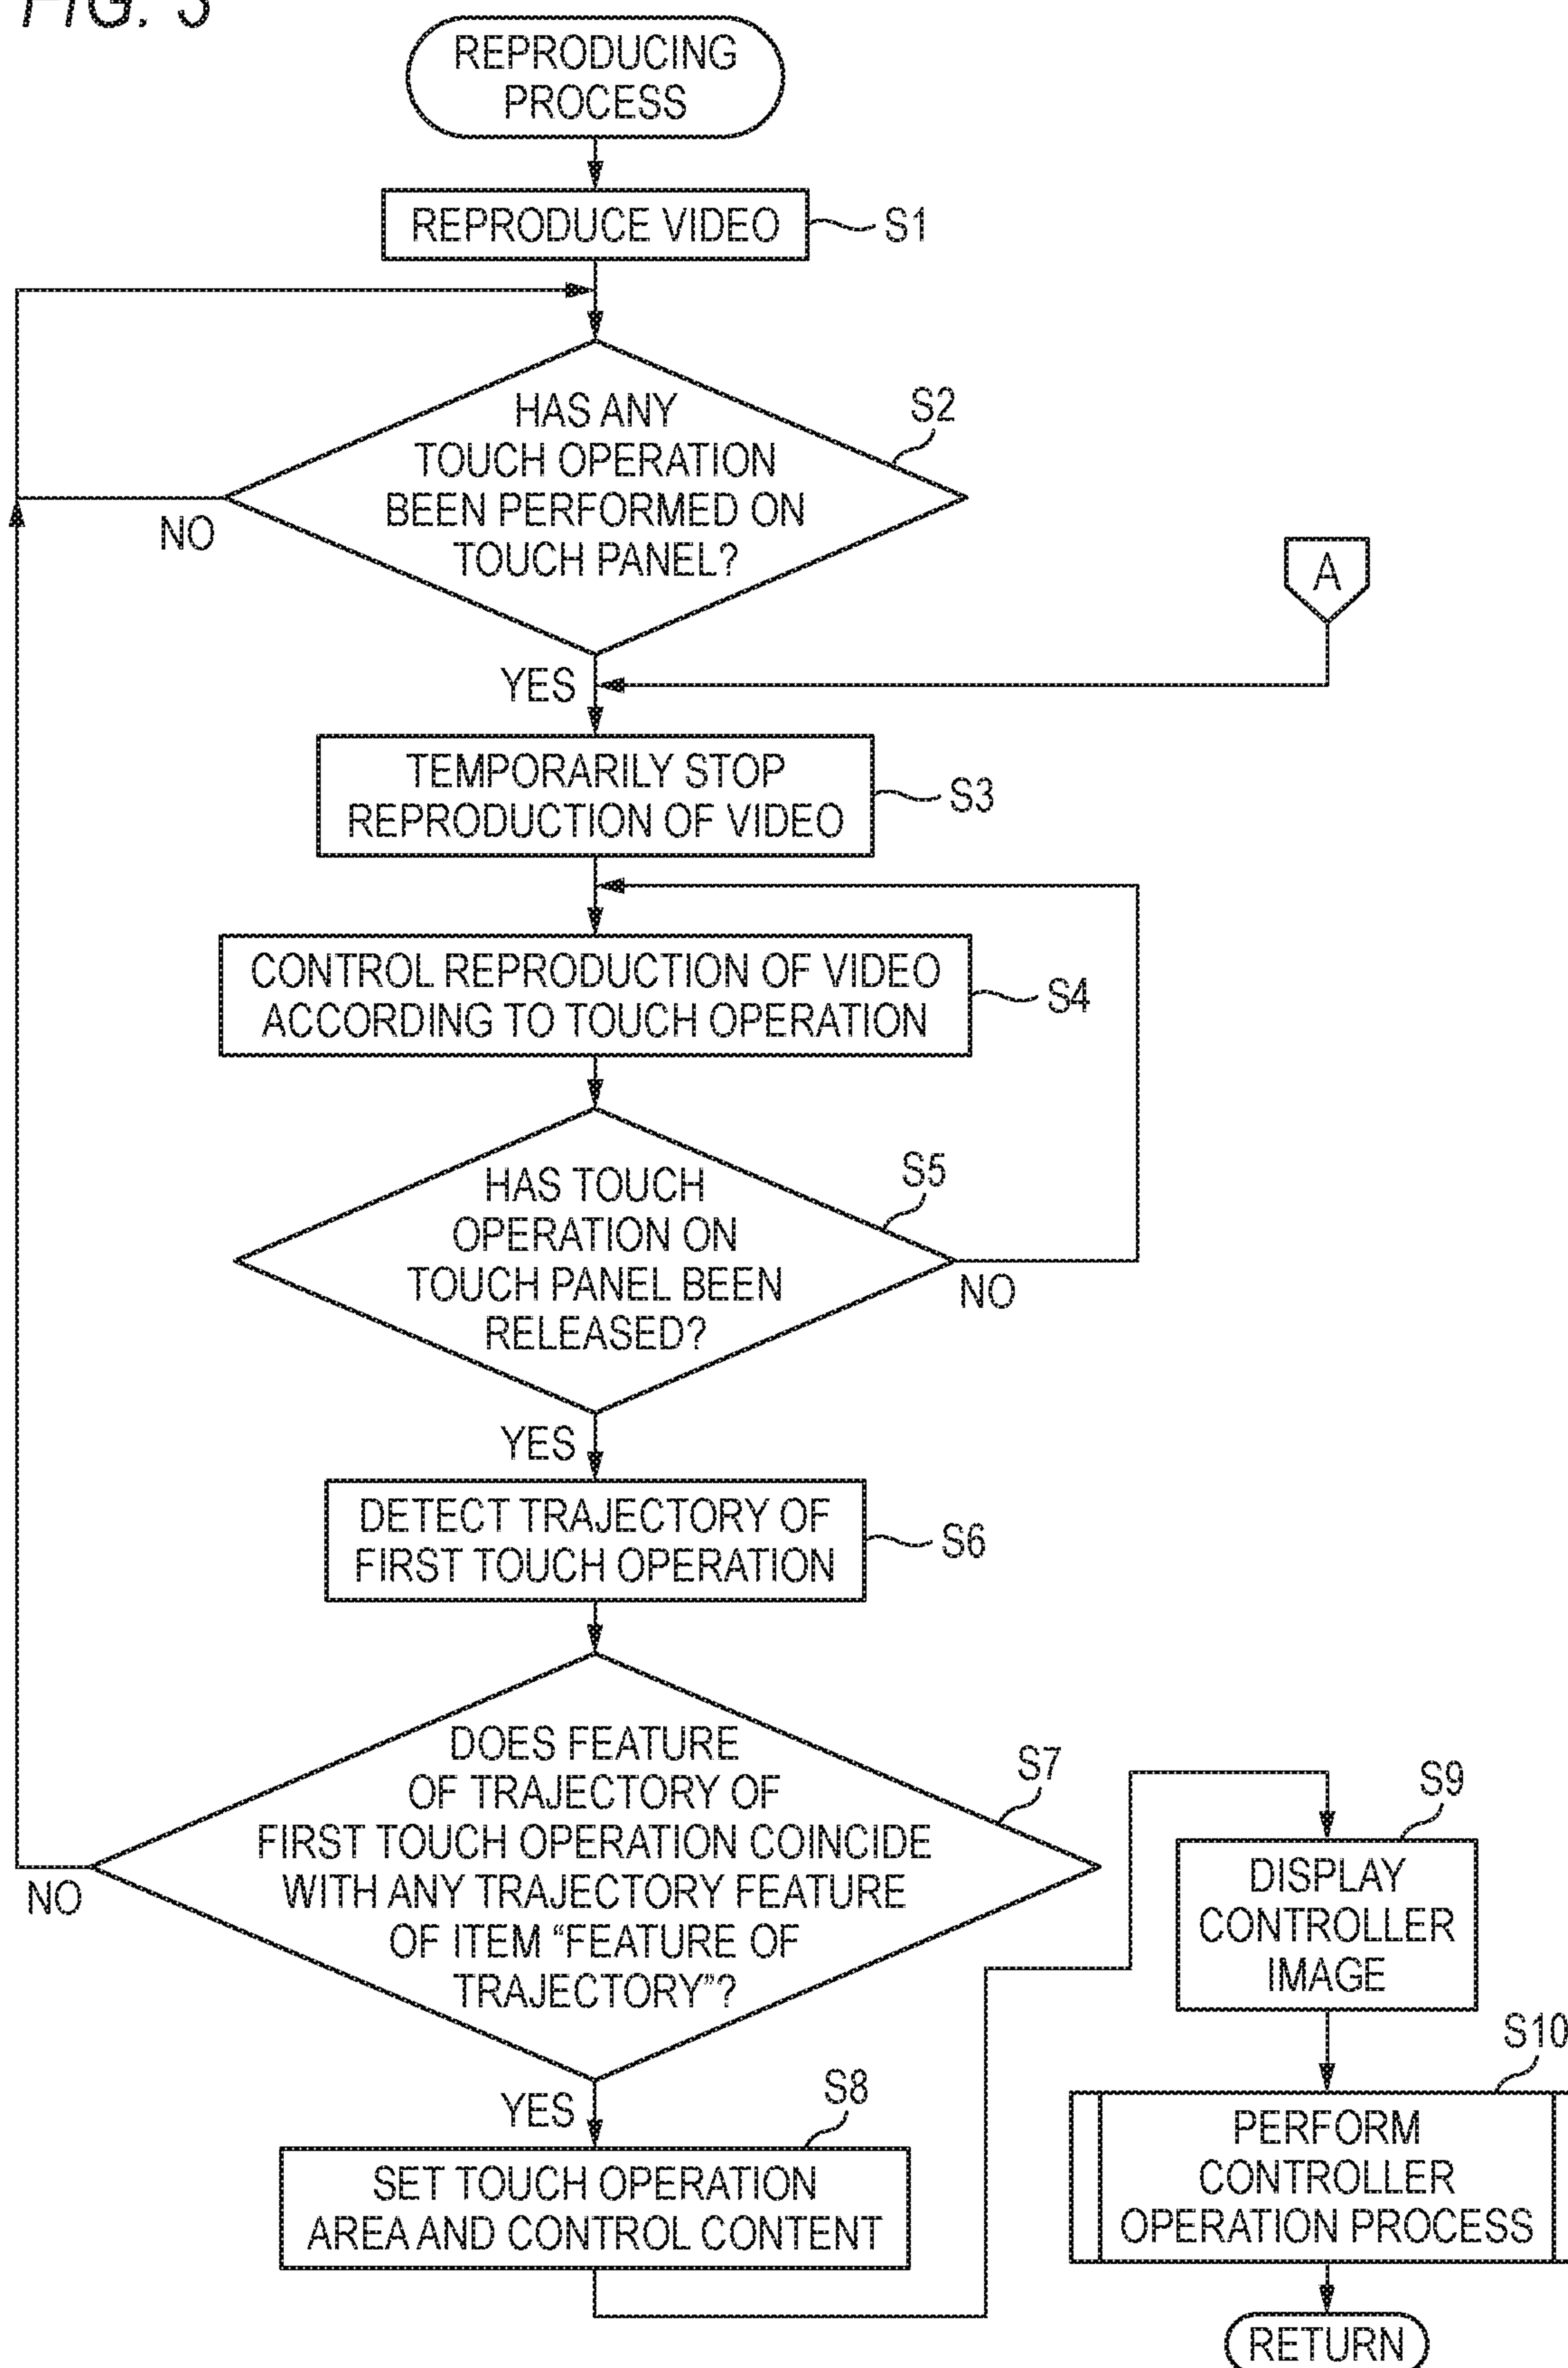 FIG. 3
REPRODUCING
PROCESS
REPRODUCE VIDEO
S1
HAS ANY
TOUCH OPERATION
BEEN PERFORMED ON
TOUCH PANEL?
S2
NO
A
YES
TEMPORARILY STOP
REPRODUCTION OF VIDEO
S3
CONTROL REPRODUCTION OF VIDEO
ACCORDING TO TOUCH OPERATION
S4
HAS TOUCH
OPERATION ON
TOUCH PANEL BEEN
RELEASED?
S5
NO
YES
DETECT TRAJECTORY OF
FIRST TOUCH OPERATION
S6
DOES FEATURE
OF TRAJECTORY OF
FIRST TOUCH OPERATION COINCIDE
WITH ANY TRAJECTORY FEATURE
OF ITEM “FEATURE OF
TRAJECTORY”?
S7
NO
YES
SET TOUCH OPERATION
AREA AND CONTROL CONTENT
S8
DISPLAY
CONTROLLER
IMAGE
S9
PERFORM
CONTROLLER
OPERATION PROCESS
S10
RETURN